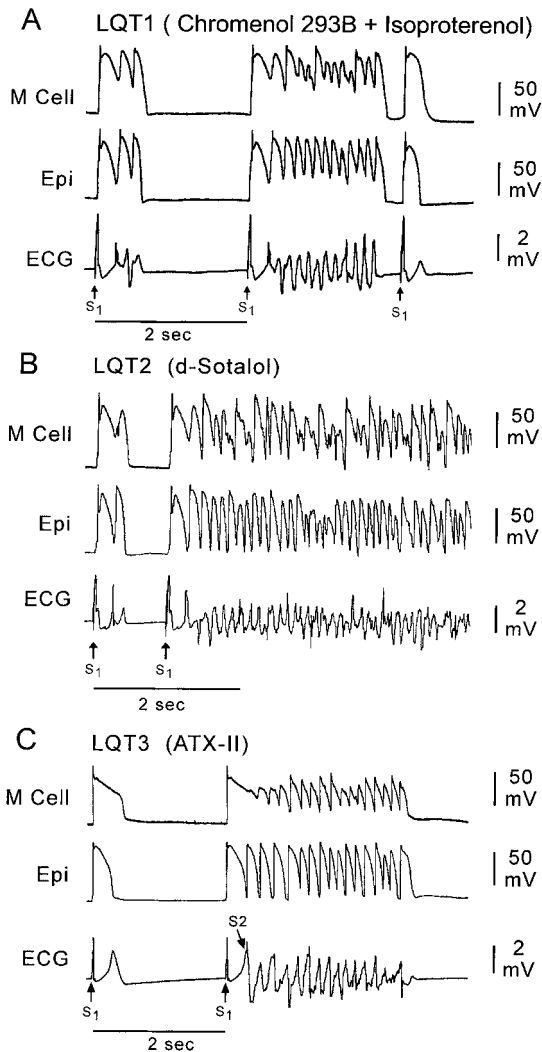 A LQT1 ( Chromenol 293B + Isoproterenol)
M Cell
50
mV
Epi
50
mV
ECG
2
mV
S1
S1
S1
2 sec
B LQT2 (d-Sotalol)
M Cell
50
mV
Epi
50
mV
ECG
2
mV
S1
S1
2 sec
C LQT3 (ATX-II)
M Cell
50
mV
Epi
50
mV
S2
ECG
2
mV
S1
S1
2 sec